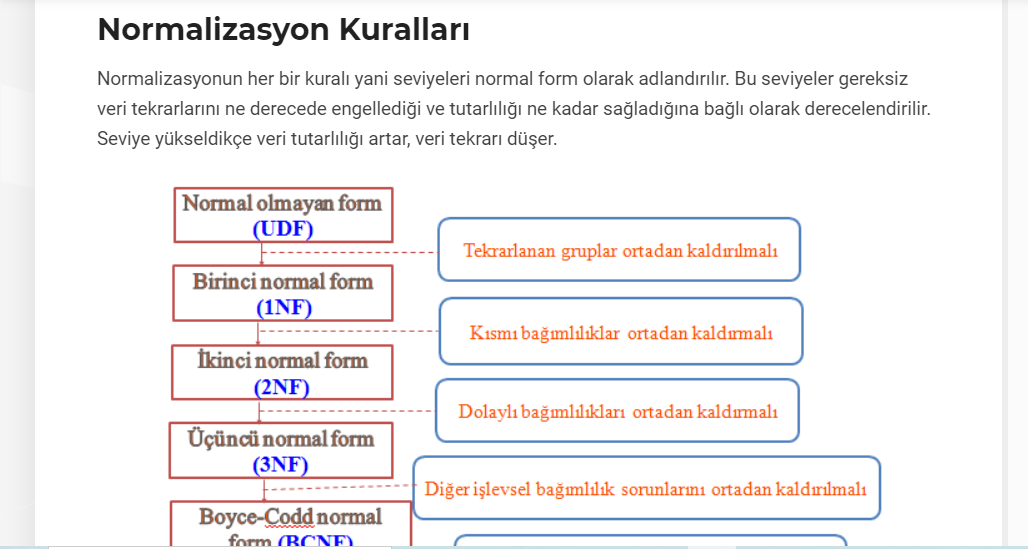 Normalizasyon Kuralları
Normalizasyonun her bir kuralı yani seviyeleri normal form olarak adlandırılır. Bu seviyeler gereksiz
veri tekrarlarını ne derecede engellediği ve tutarlılığı ne kadar sağladığına bağlı olarak derecelendirilir.
Seviye yükseldikçe veri tutarlılığı artar, veri tekrarı düşer.
Normal olmayan form
(UDF)
Tekrarlanan gruplar ortadan kaldırılmalı
Birinci normal form
(1NF)
Kısmı bağımlılıklar ortadan kaldırmalı
İkinci normal form
(2NF)
Dolaylı bağımlılıkları ortadan kaldırmalı
Üçüncü normal form
(3NF)
Diğer işlevsel bağımlılık sorunlarını ortadan kaldırılmalı
Boyce-Codd normal
form (BCNF)